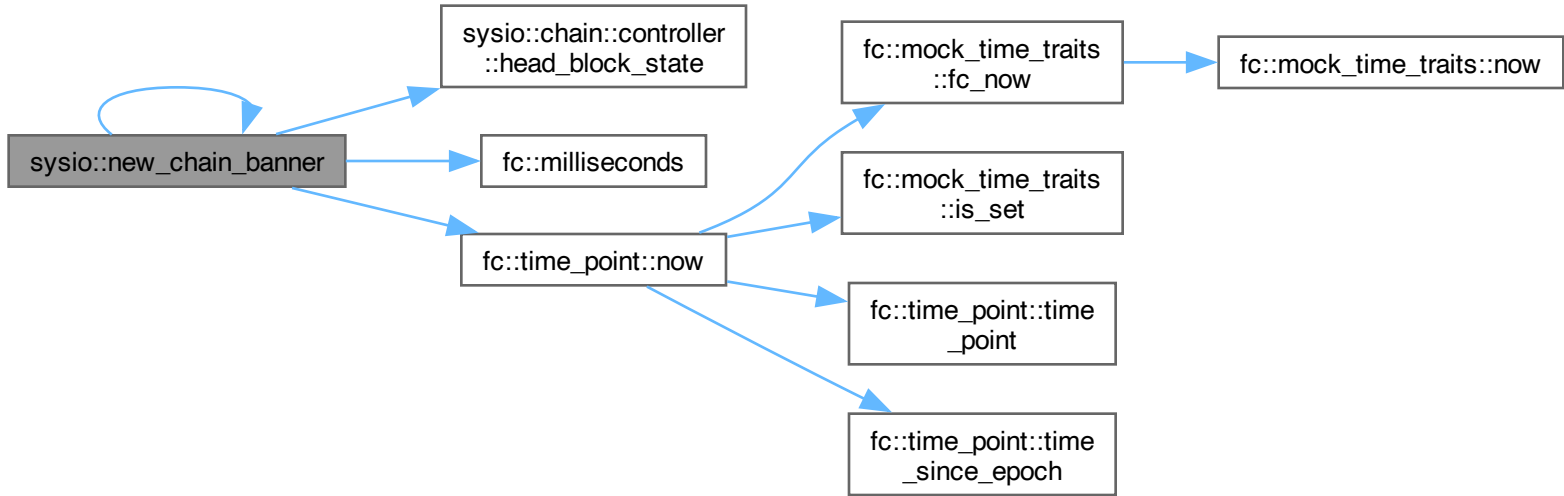 sysio::new_chain_banner
sysio::chain::controller
::head_block_state
fc::milliseconds
fc::time_point::now
fc::mock_time_traits
::fc_now
fc::mock_time_traits::now
fc::mock_time_traits
::is_set
fc::time_point::time
_point
fc::time_point::time
_since_epoch